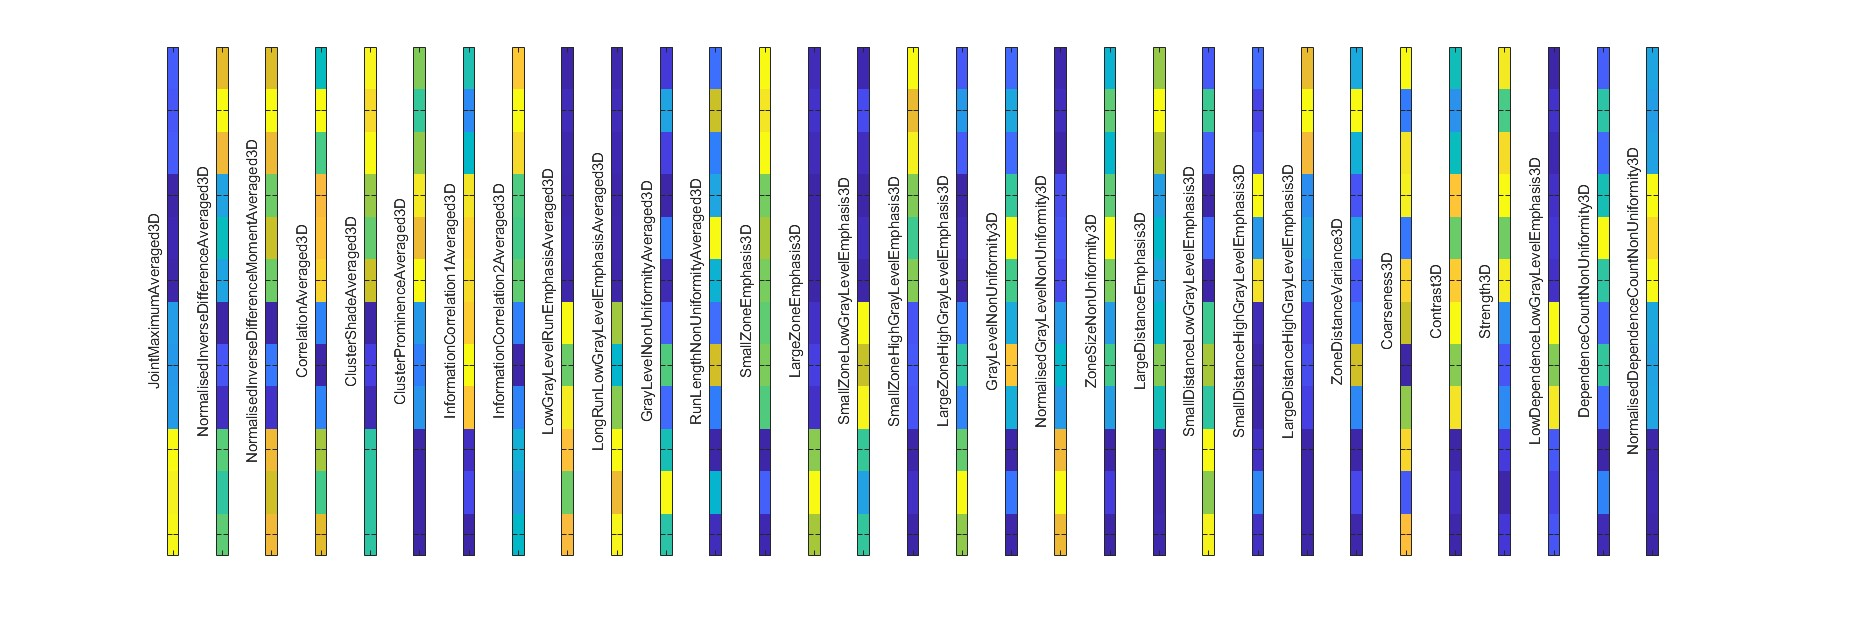 JointMaximumAveraged3D
NormalisedInverseDifferenceAveraged3D
NormalisedInverseDifferenceMomentAveraged3D
CorrelationAveraged3D
ClusterShadeAveraged3D
ClusterProminenceAveraged3D
InformationCorrelation1Averaged3D
InformationCorrelation2Averaged3D
LowGrayLevelRunEmphasisAveraged3D
LongRunLowGrayLevelEmphasisAveraged3D
GrayLevelNonUniformityAveraged3D
RunLengthNonUniformityAveraged3D
SmallZoneEmphasis3D
LargeZoneEmphasis3D
SmallZoneLowGrayLevelEmphasis3D
SmallZoneHighGrayLevelEmphasis3D
LargeZoneHighGrayLevelEmphasis3D
GrayLevelNonUniformity3D
NormalisedGrayLevelNonUniformity3D
ZoneSizeNonUniformity3D
LargeDistanceEmphasis3D
SmallDistanceLowGrayLevelEmphasis3D
SmallDistanceHighGrayLevelEmphasis3D
LargeDistanceHighGrayLevelEmphasis3D
ZoneDistanceVariance3D
Coarseness3D
Contrast3D
Strength3D
LowDependenceLowGrayLevelEmphasis3D
DependenceCountNonUniformity3D
NormalisedDependenceCountNonUniformity3D